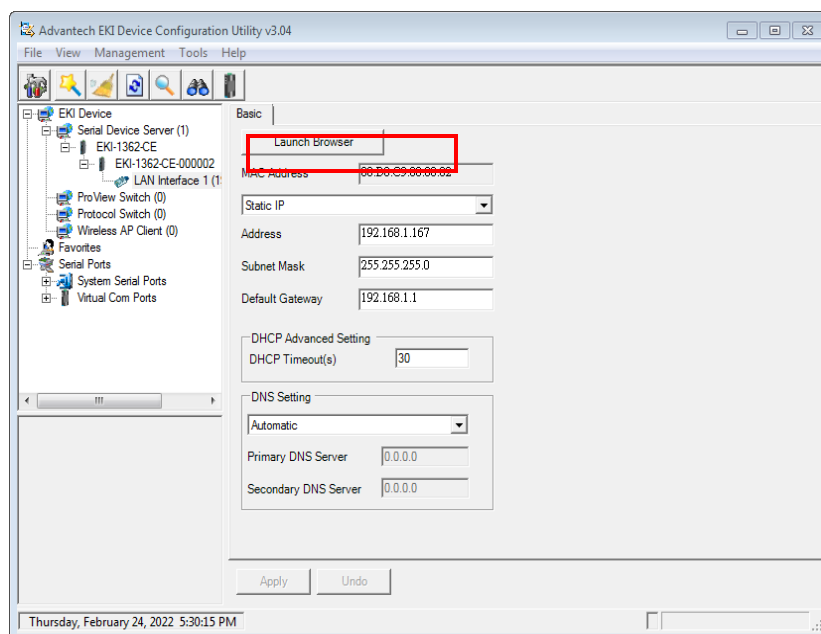 Advantech EKI Device Configuration Utility v3.04
File View Management Tools Help
EKI Device
Serial Device Server (1)
EKI-1362-CE
EKI-1362-CE-000002
LAN Interface 1 (1
ProView Switch (0)
Protocol Switch (0)
Wireless AP Client (0)
Favorites
Serial Ports
System Serial Ports
Virtual Com Ports
Basic
Launch Browser
MAC Address
Static IP
Address 192.168.1.167
Subnet Mask 255.255.255.0
Default Gateway 192.168.1.1
DHCP Advanced Setting
DHCP Timeout(s) 30
DNS Setting
Automatic
Primary DNS Server 0.0.0.0
Secondary DNS Server 0.0.0.0
Apply Undo
Thursday, February 24, 2022 5:30:15 PM